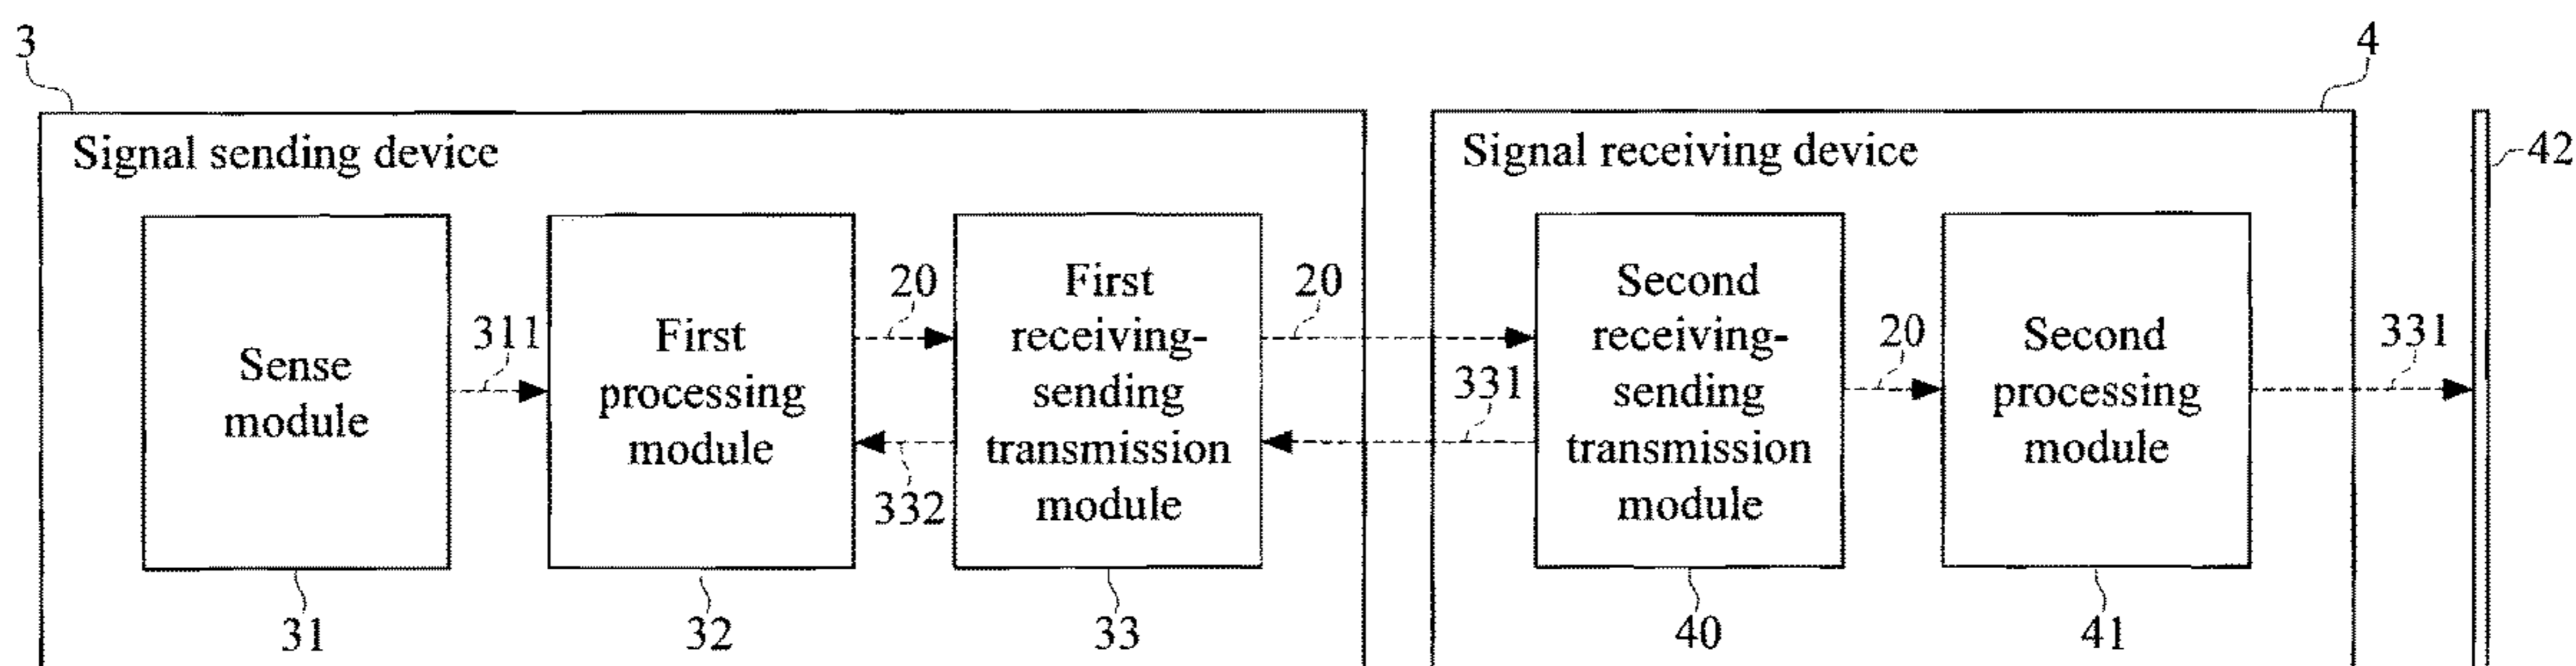 3
4
Signal sending device
Signal receiving device
42
Sense
module
311
First
processing
module
20
332
First
receiving-
sending
transmission
module
20
331
Second
receiving-
sending
transmission
module
20
Second
processing
module
331
31
32
33
40
41